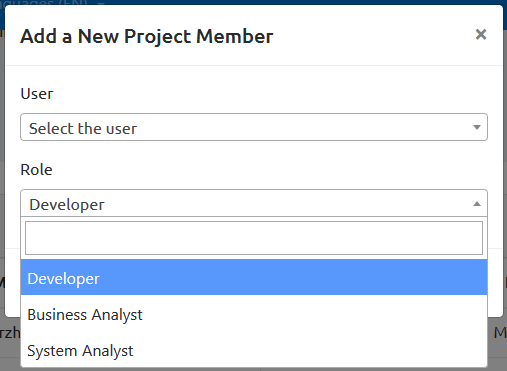 Add a New Project Member
×
User
Select the user
Role
Developer
Developer
Business Analyst
System Analyst